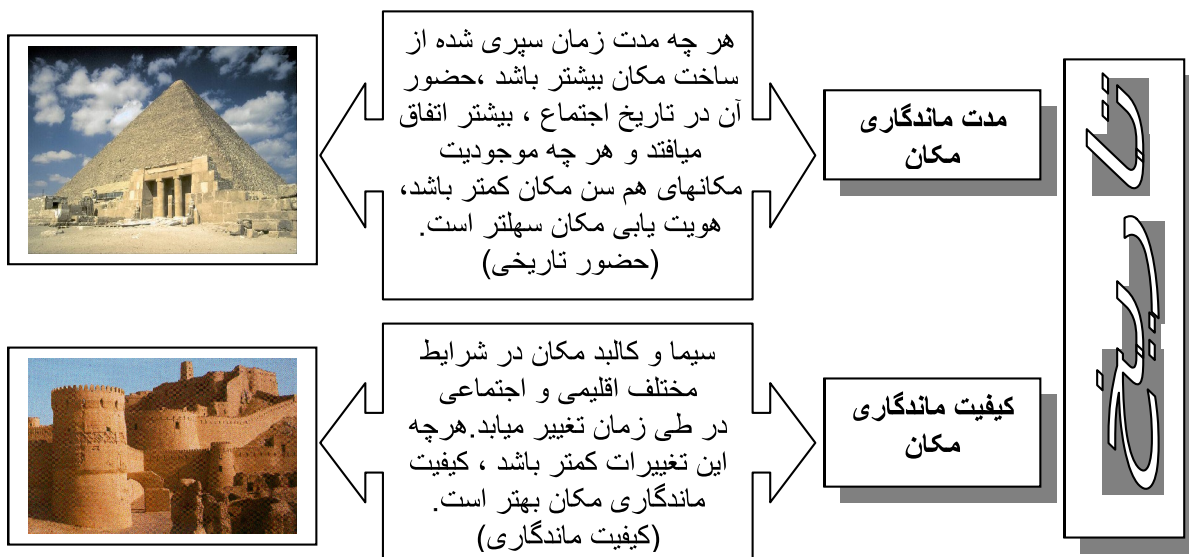 تاریخ
مدت ماندگاری
مکان
هر چه مدت زمان سپری شده از
ساخت مکان بیشتر باشد ،حضور
آن در تاریخ اجتماع ، بیشتر اتفاق
میافتد و هر چه موجودیت
مکانهای هم سن مکان کمتر باشد،
هویت یابی مکان سهلتر است.
(حضور تاریخی)
کیفیت ماندگاری
مکان
سیما و کالبد مکان در شرایط
مختلف اقلیمی و اجتماعی
در طی زمان تغییر میابد.هرچه
این تغییرات کمتر باشد ، کیفیت
ماندگاری مکان بهتر است.
(کیفیت ماندگاری)